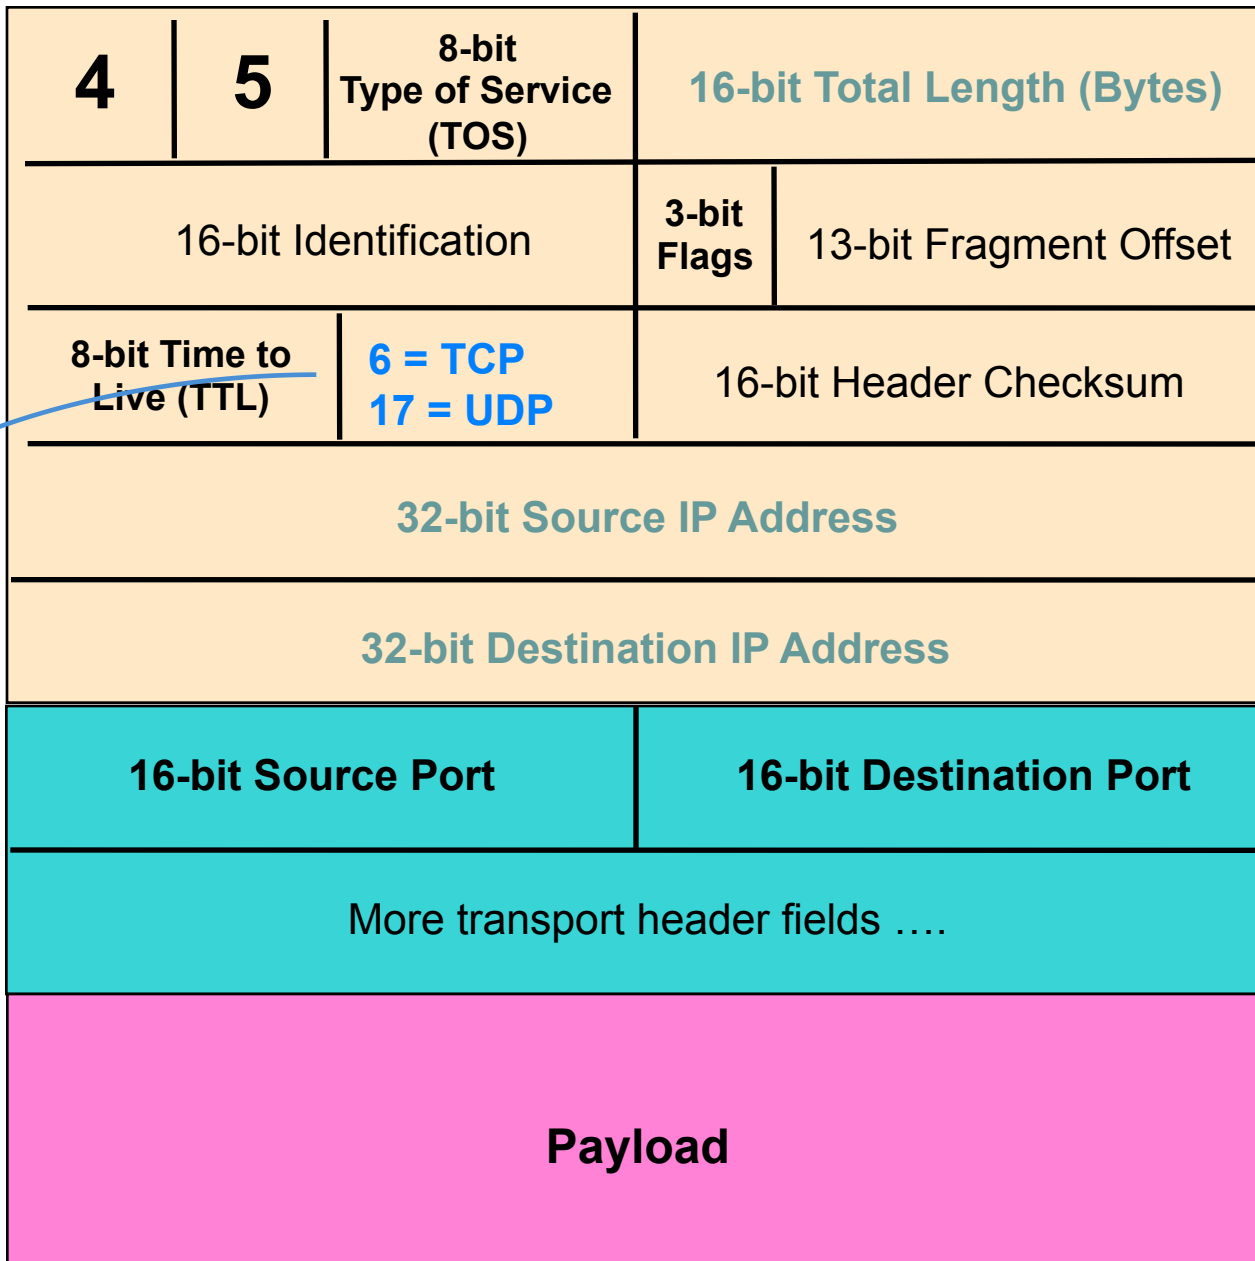 4
5
8-bit
Type of Service
(TOS)
16-bit Total Length (Bytes)
16-bit Identification
3-bit
Flags
13-bit Fragment Offset
8-bit Time to
Live (TTL)
6 = TCP
17 = UDP
16-bit Header Checksum
32-bit Source IP Address
32-bit Destination IP Address
16-bit Source Port
16-bit Destination Port
More transport header fields ….
Payload